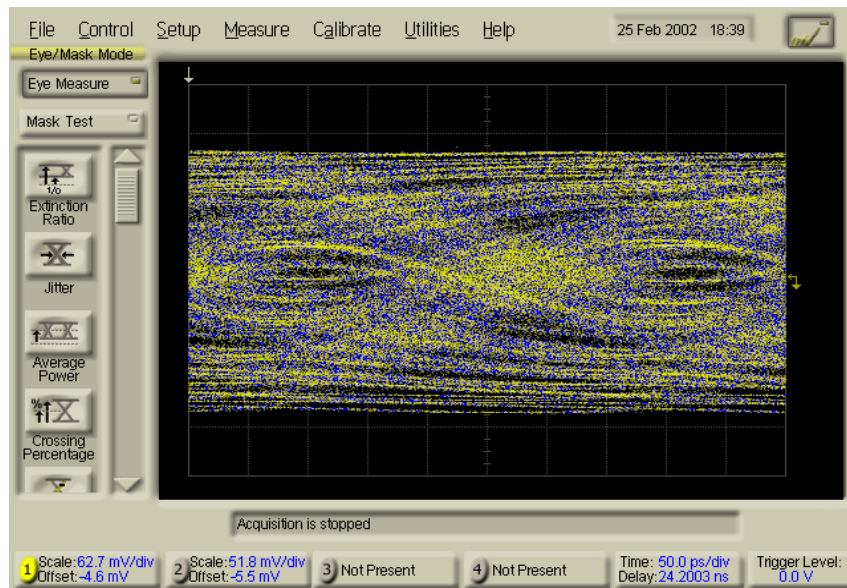 File Control Setup Measure Calibrate Utilities Help 25 Feb 2002 18:39
Eye/Mask Mode
Eye Measure
Mask Test
1/0
Extinction
Ratio
Jitter
Average
Power
%
Crossing
Percentage
Acquisition is stopped
1 Scale:62.7 mV/div
Offset:-4.6 mV
2 Scale:51.8 mV/div
Offset:-5.5 mV
3 Not Present
4 Not Present
Time: 50.0 ps/div
Delay:24.2003 ns
Trigger Level:
0.0 V